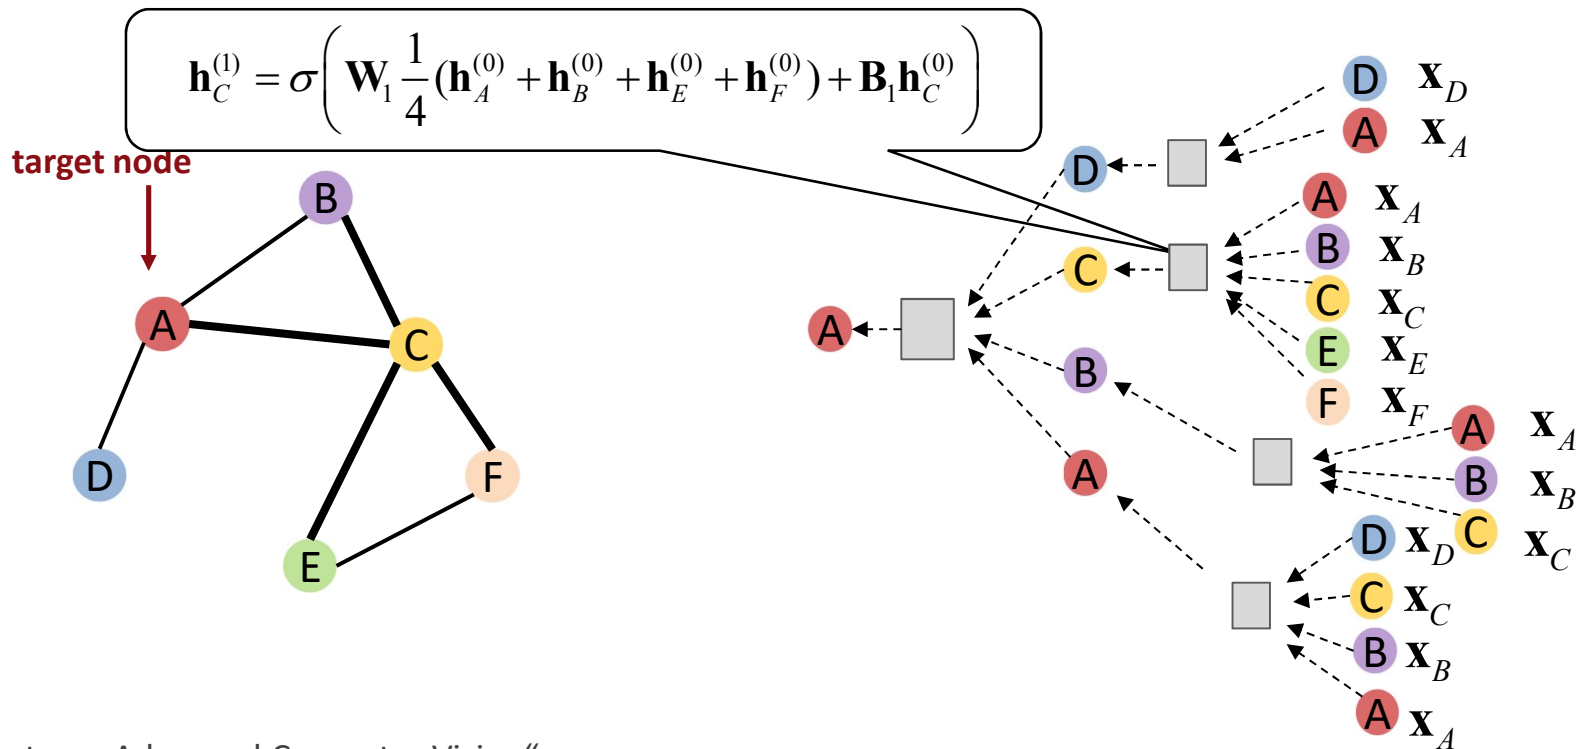 h_C^{(1)} = σ( W_1 1/4 (h_A^{(0)} + h_B^{(0)} + h_E^{(0)} + h_F^{(0)}) + B_1 h_C^{(0)} )
target node
B
A
C
D
F
E
A
D
C
B
A
D x_D
A x_A
A x_A
B x_B
C x_C
E x_E
F x_F
A x_A
B x_B
C x_C
D x_D
C x_C
B x_B
A x_A